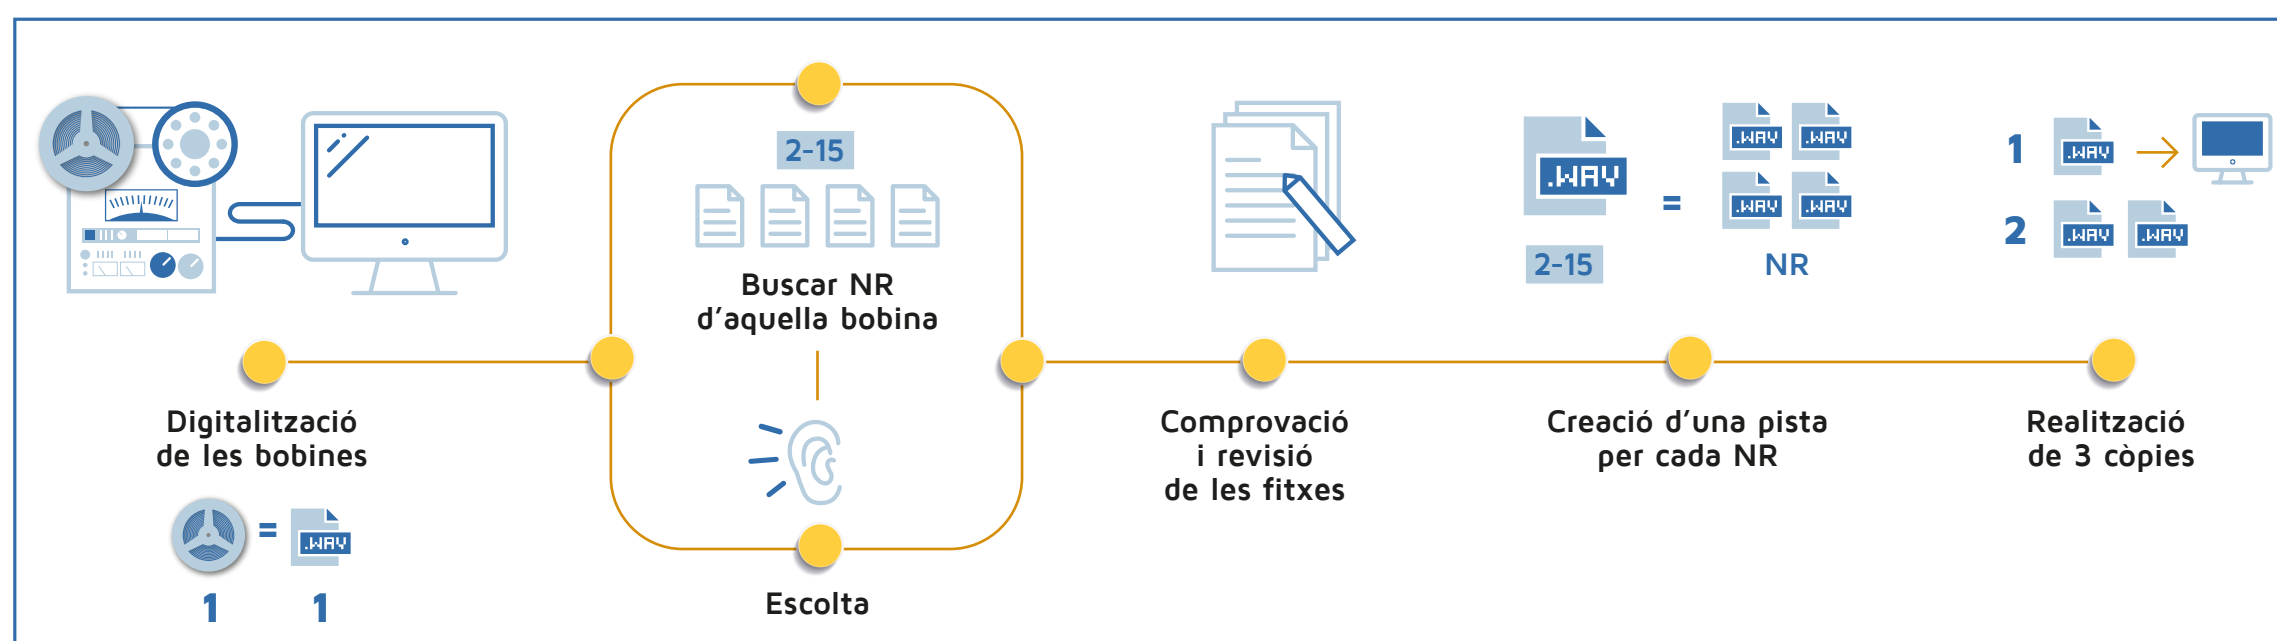 Digitalització
de les bobines
=
.WAV
1 1
2-15
Buscar NR
d’aquella bobina
Escolta
Comprovació
i revisió
de les fitxes
.WAV
=
.WAV .WAV
.WAV .WAV
2-15
NR
Creació d’una pista
per cada NR
1 .WAV
2 .WAV .WAV
Realització
de 3 còpies